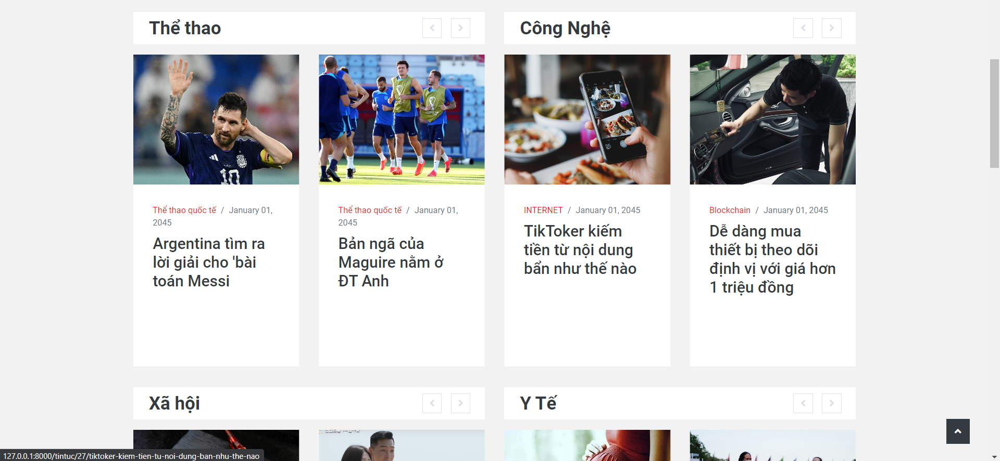 Thể thao
Công Nghệ
10
Thể thao quốc tế / January 01,
2045
Argentina tìm ra
lời giải cho 'bài
toán Messi
Thể thao quốc tế / January 01,
2045
Bản ngã của
Maguire nằm ở
ĐT Anh
INTERNET / January 01, 2045
TikToker kiếm
tiền từ nội dung
bẩn như thế nào
Blockchain / January 01, 2045
Dễ dàng mua
thiết bị theo dõi
định vị với giá hơn
1 triệu đồng
Xã hội
Y Tế
127.0.0.1:8000/tintuc/27/tiktoker-kiem-tien-tu-noi-dung-ban-nhu-the-nao